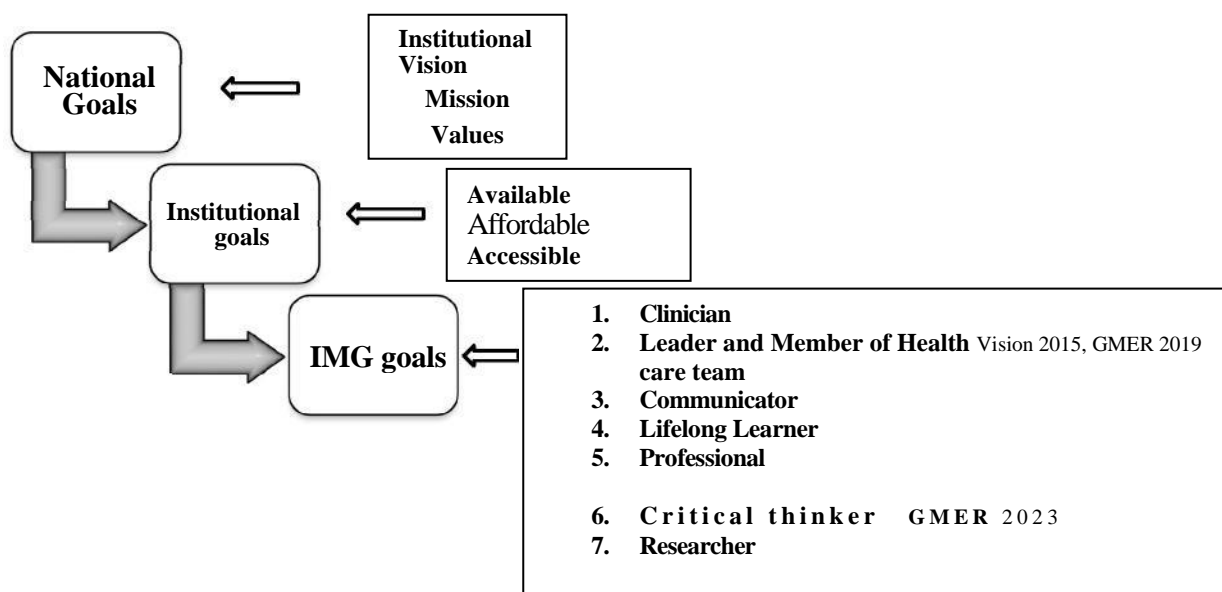 National
Goals
Institutional
Vision
Mission
Values
Institutional
goals
Available
Affordable
Accessible
IMG goals
1. Clinician
2. Leader and Member of Health Vision 2015, GMER 2019
care team
3. Communicator
4. Lifelong Learner
5. Professional
6. Critical thinker GMER 2023
7. Researcher